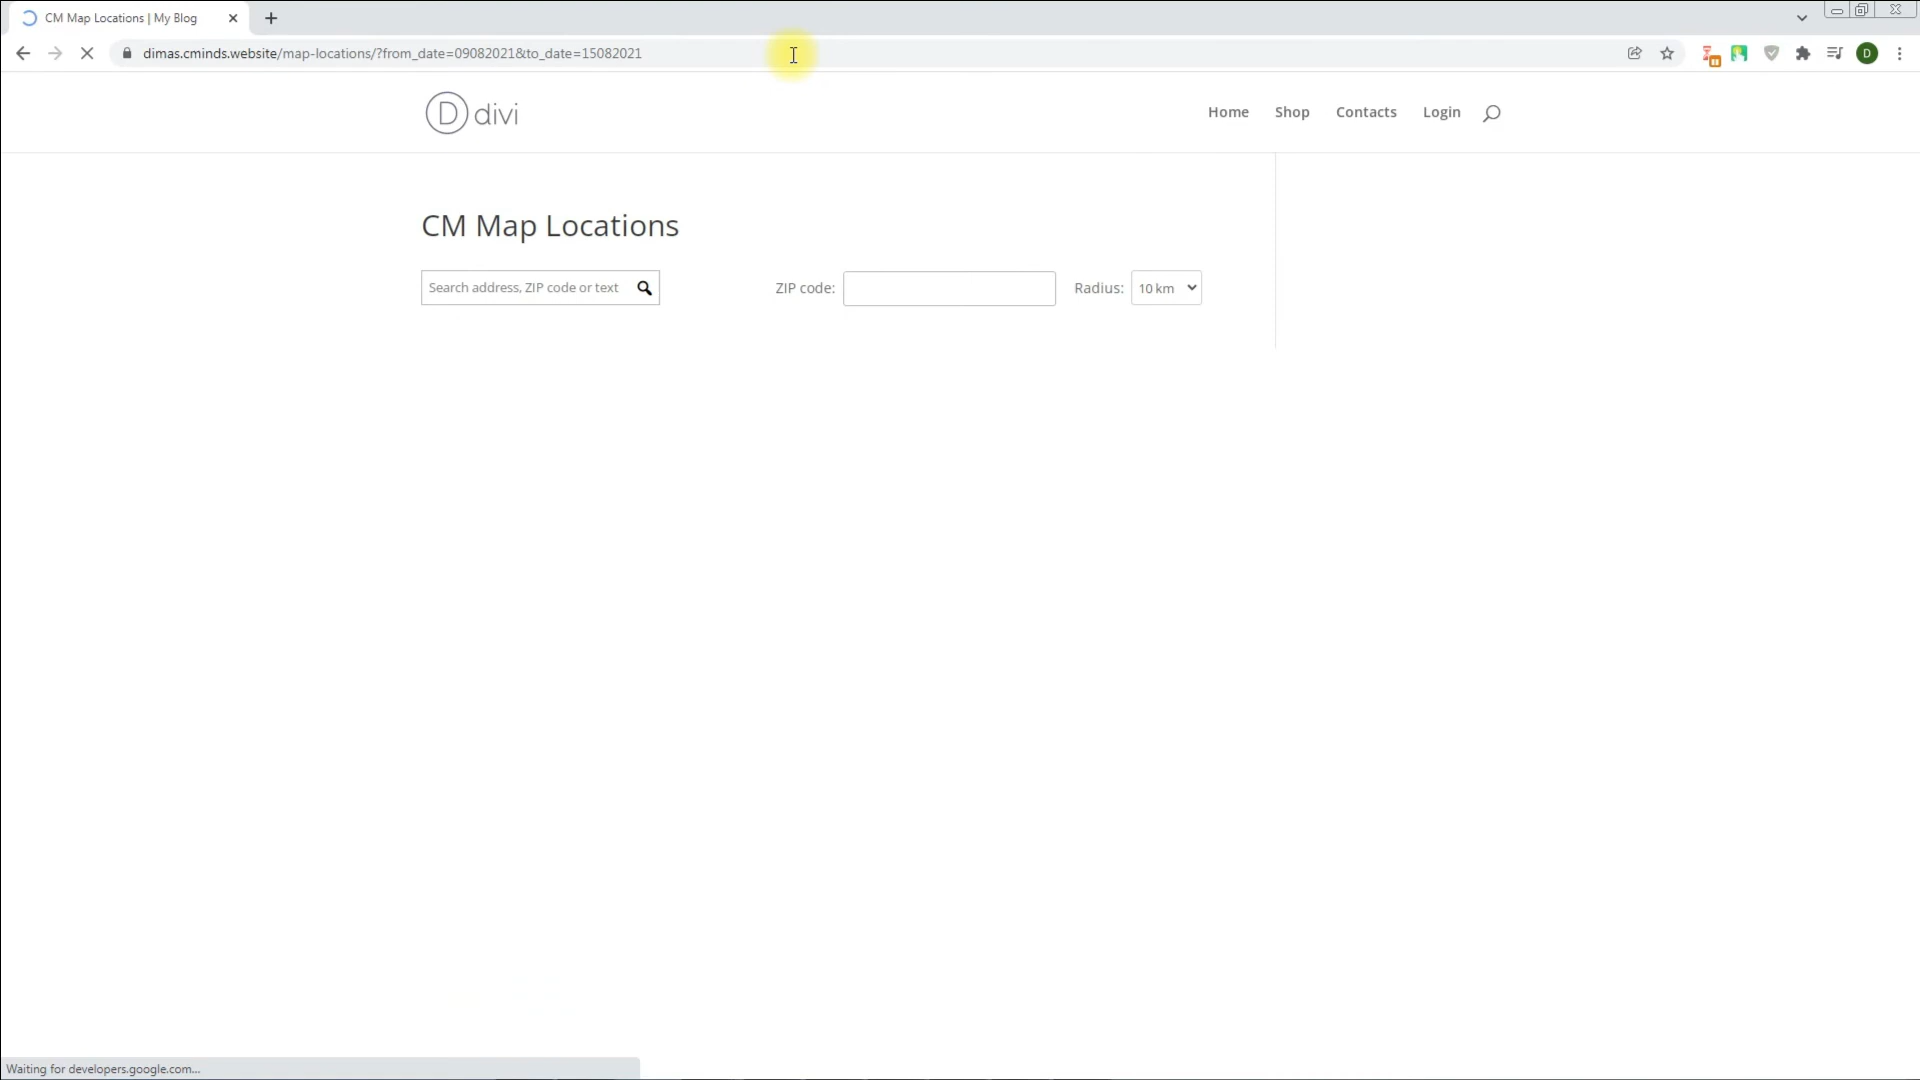 CM Map Locations | My Blog
dimas.cminds.website/map-locations/?from_date=09082021&to_date=15082021
D
D divi
Home Shop Contacts Login
CM Map Locations
Search address, ZIP code or text
ZIP code:
Radius: 10 km
Waiting for developers.google.com...